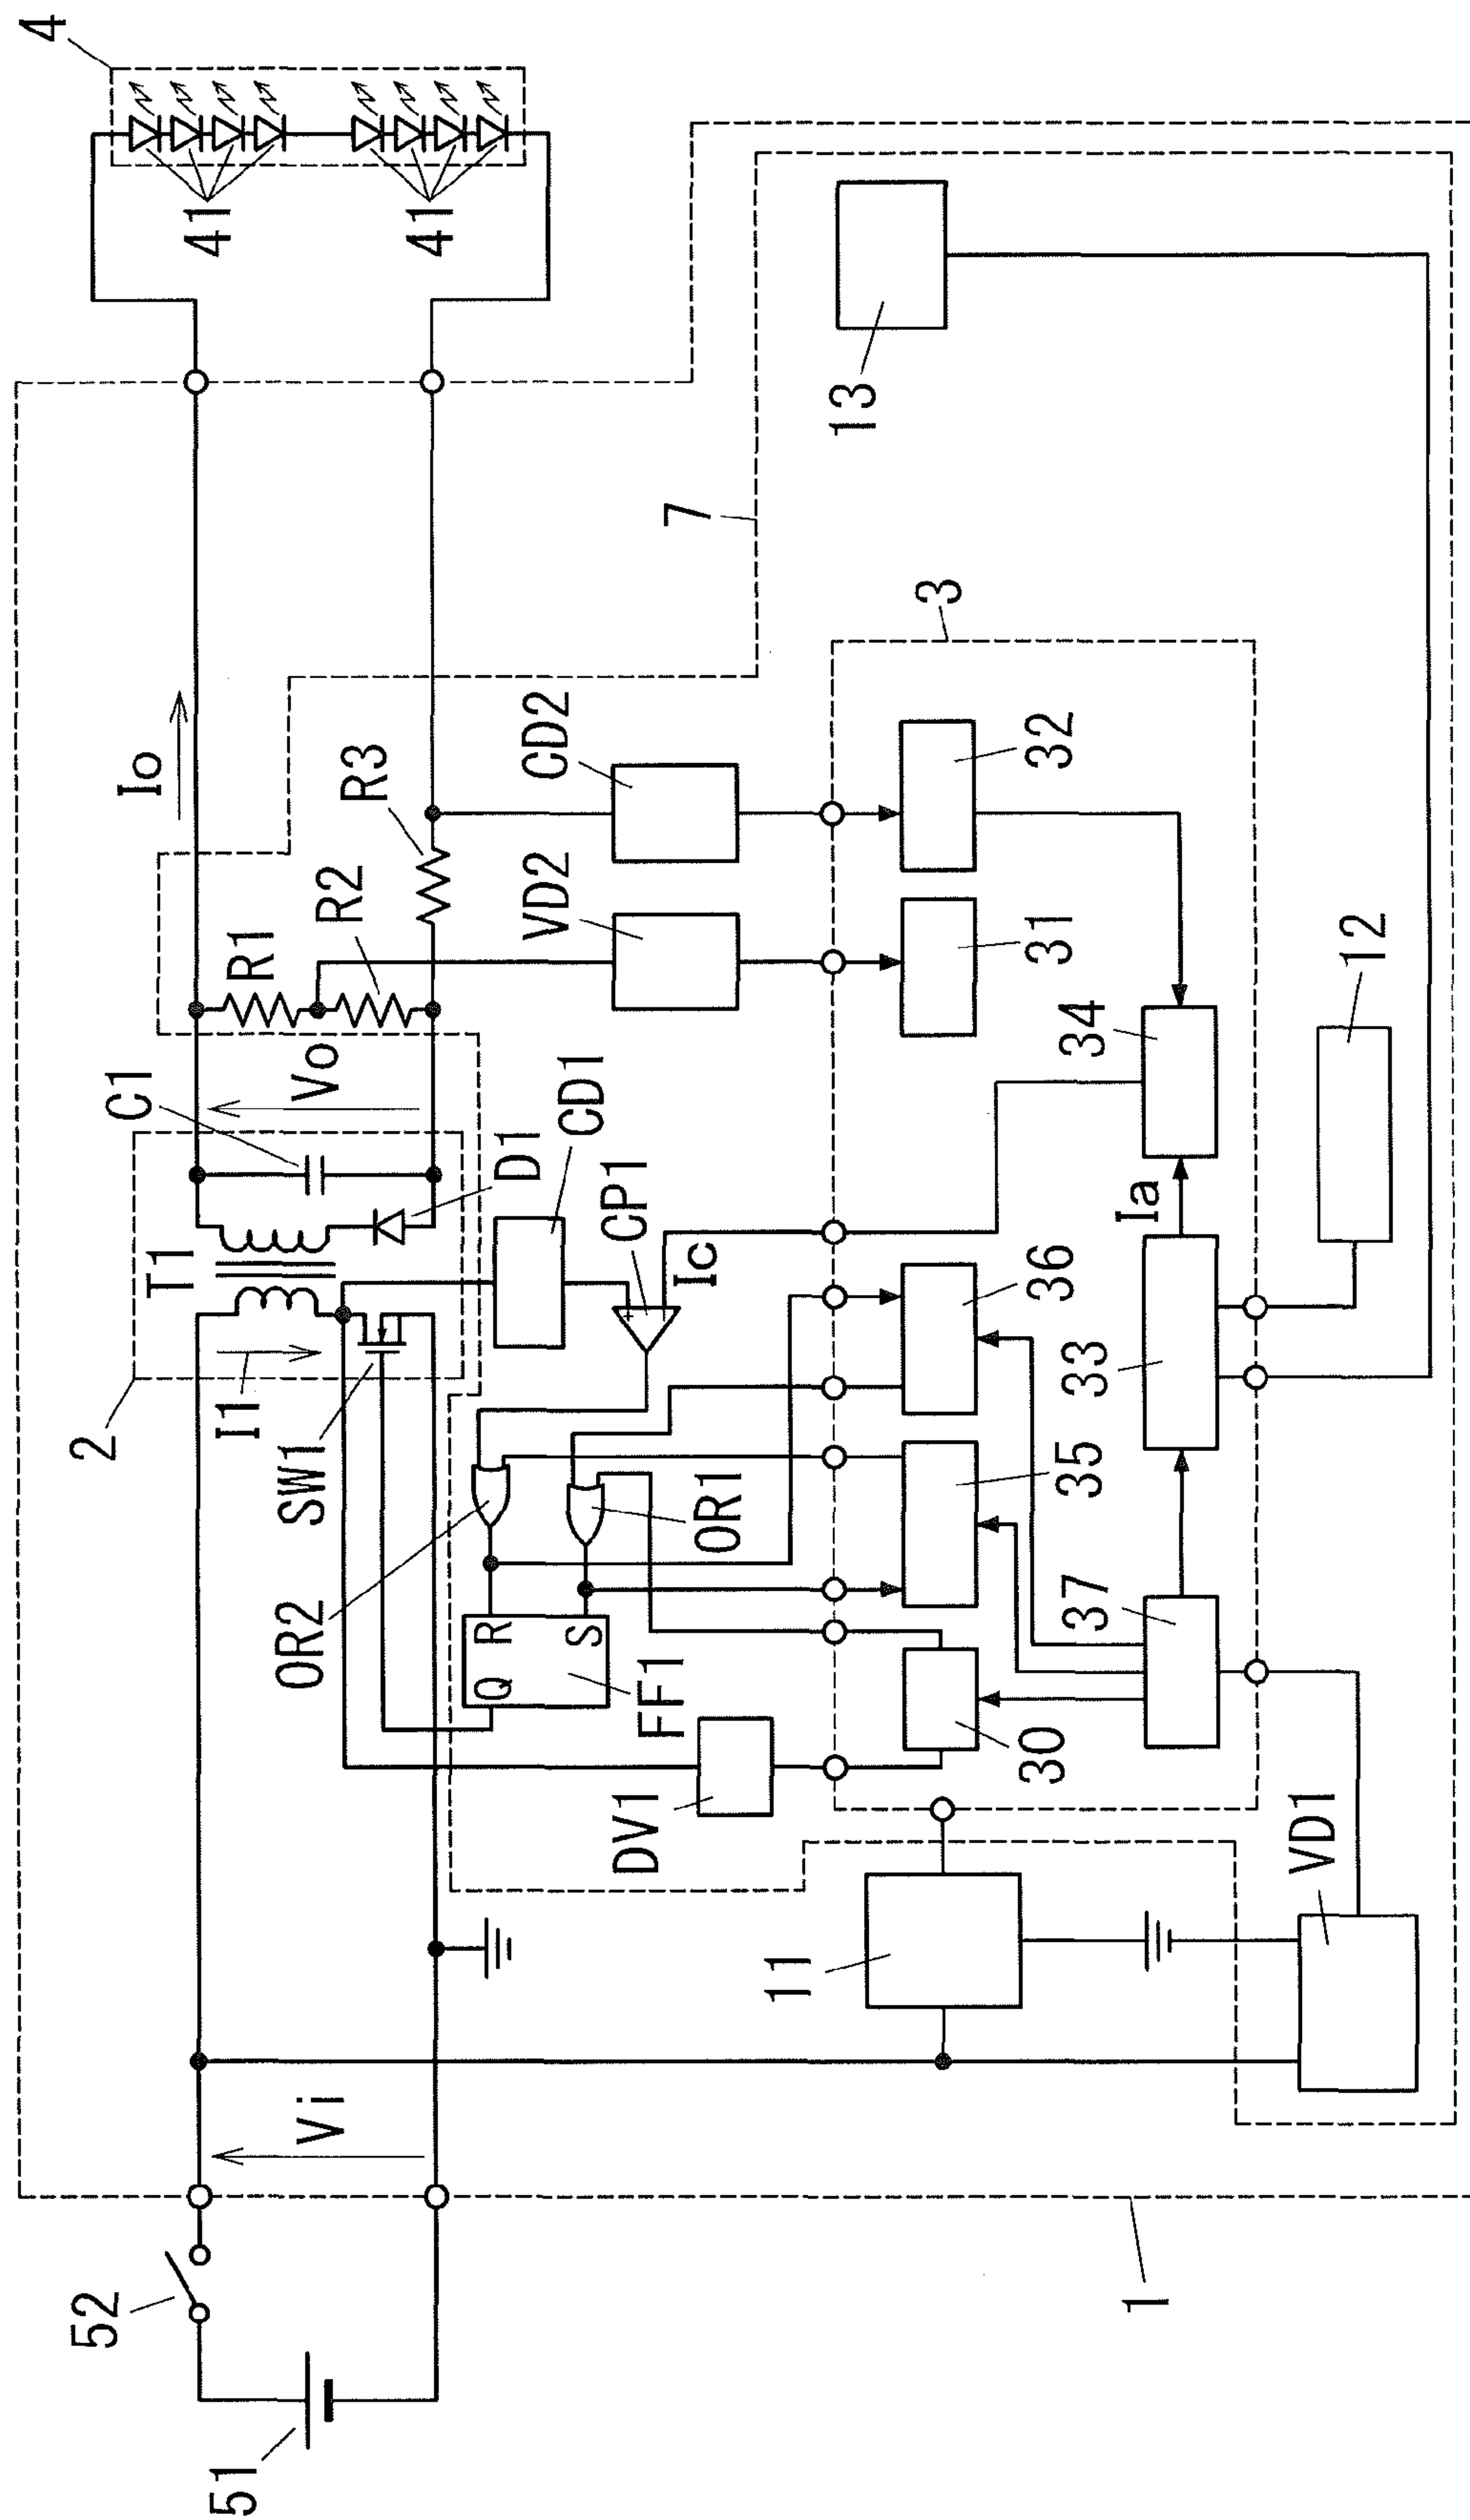 4
41
41
Io
13
7
3
R3
CD2
32
R2
VD2
R1
31
C1
Vo
34
12
D1
CD1
T1
CP1
Ic
Ia
36
2
I1
SW1
33
35
OR1
R
S
Q
OR2
FF1
37
30
DV1
VD1
11
Vi
1
52
51